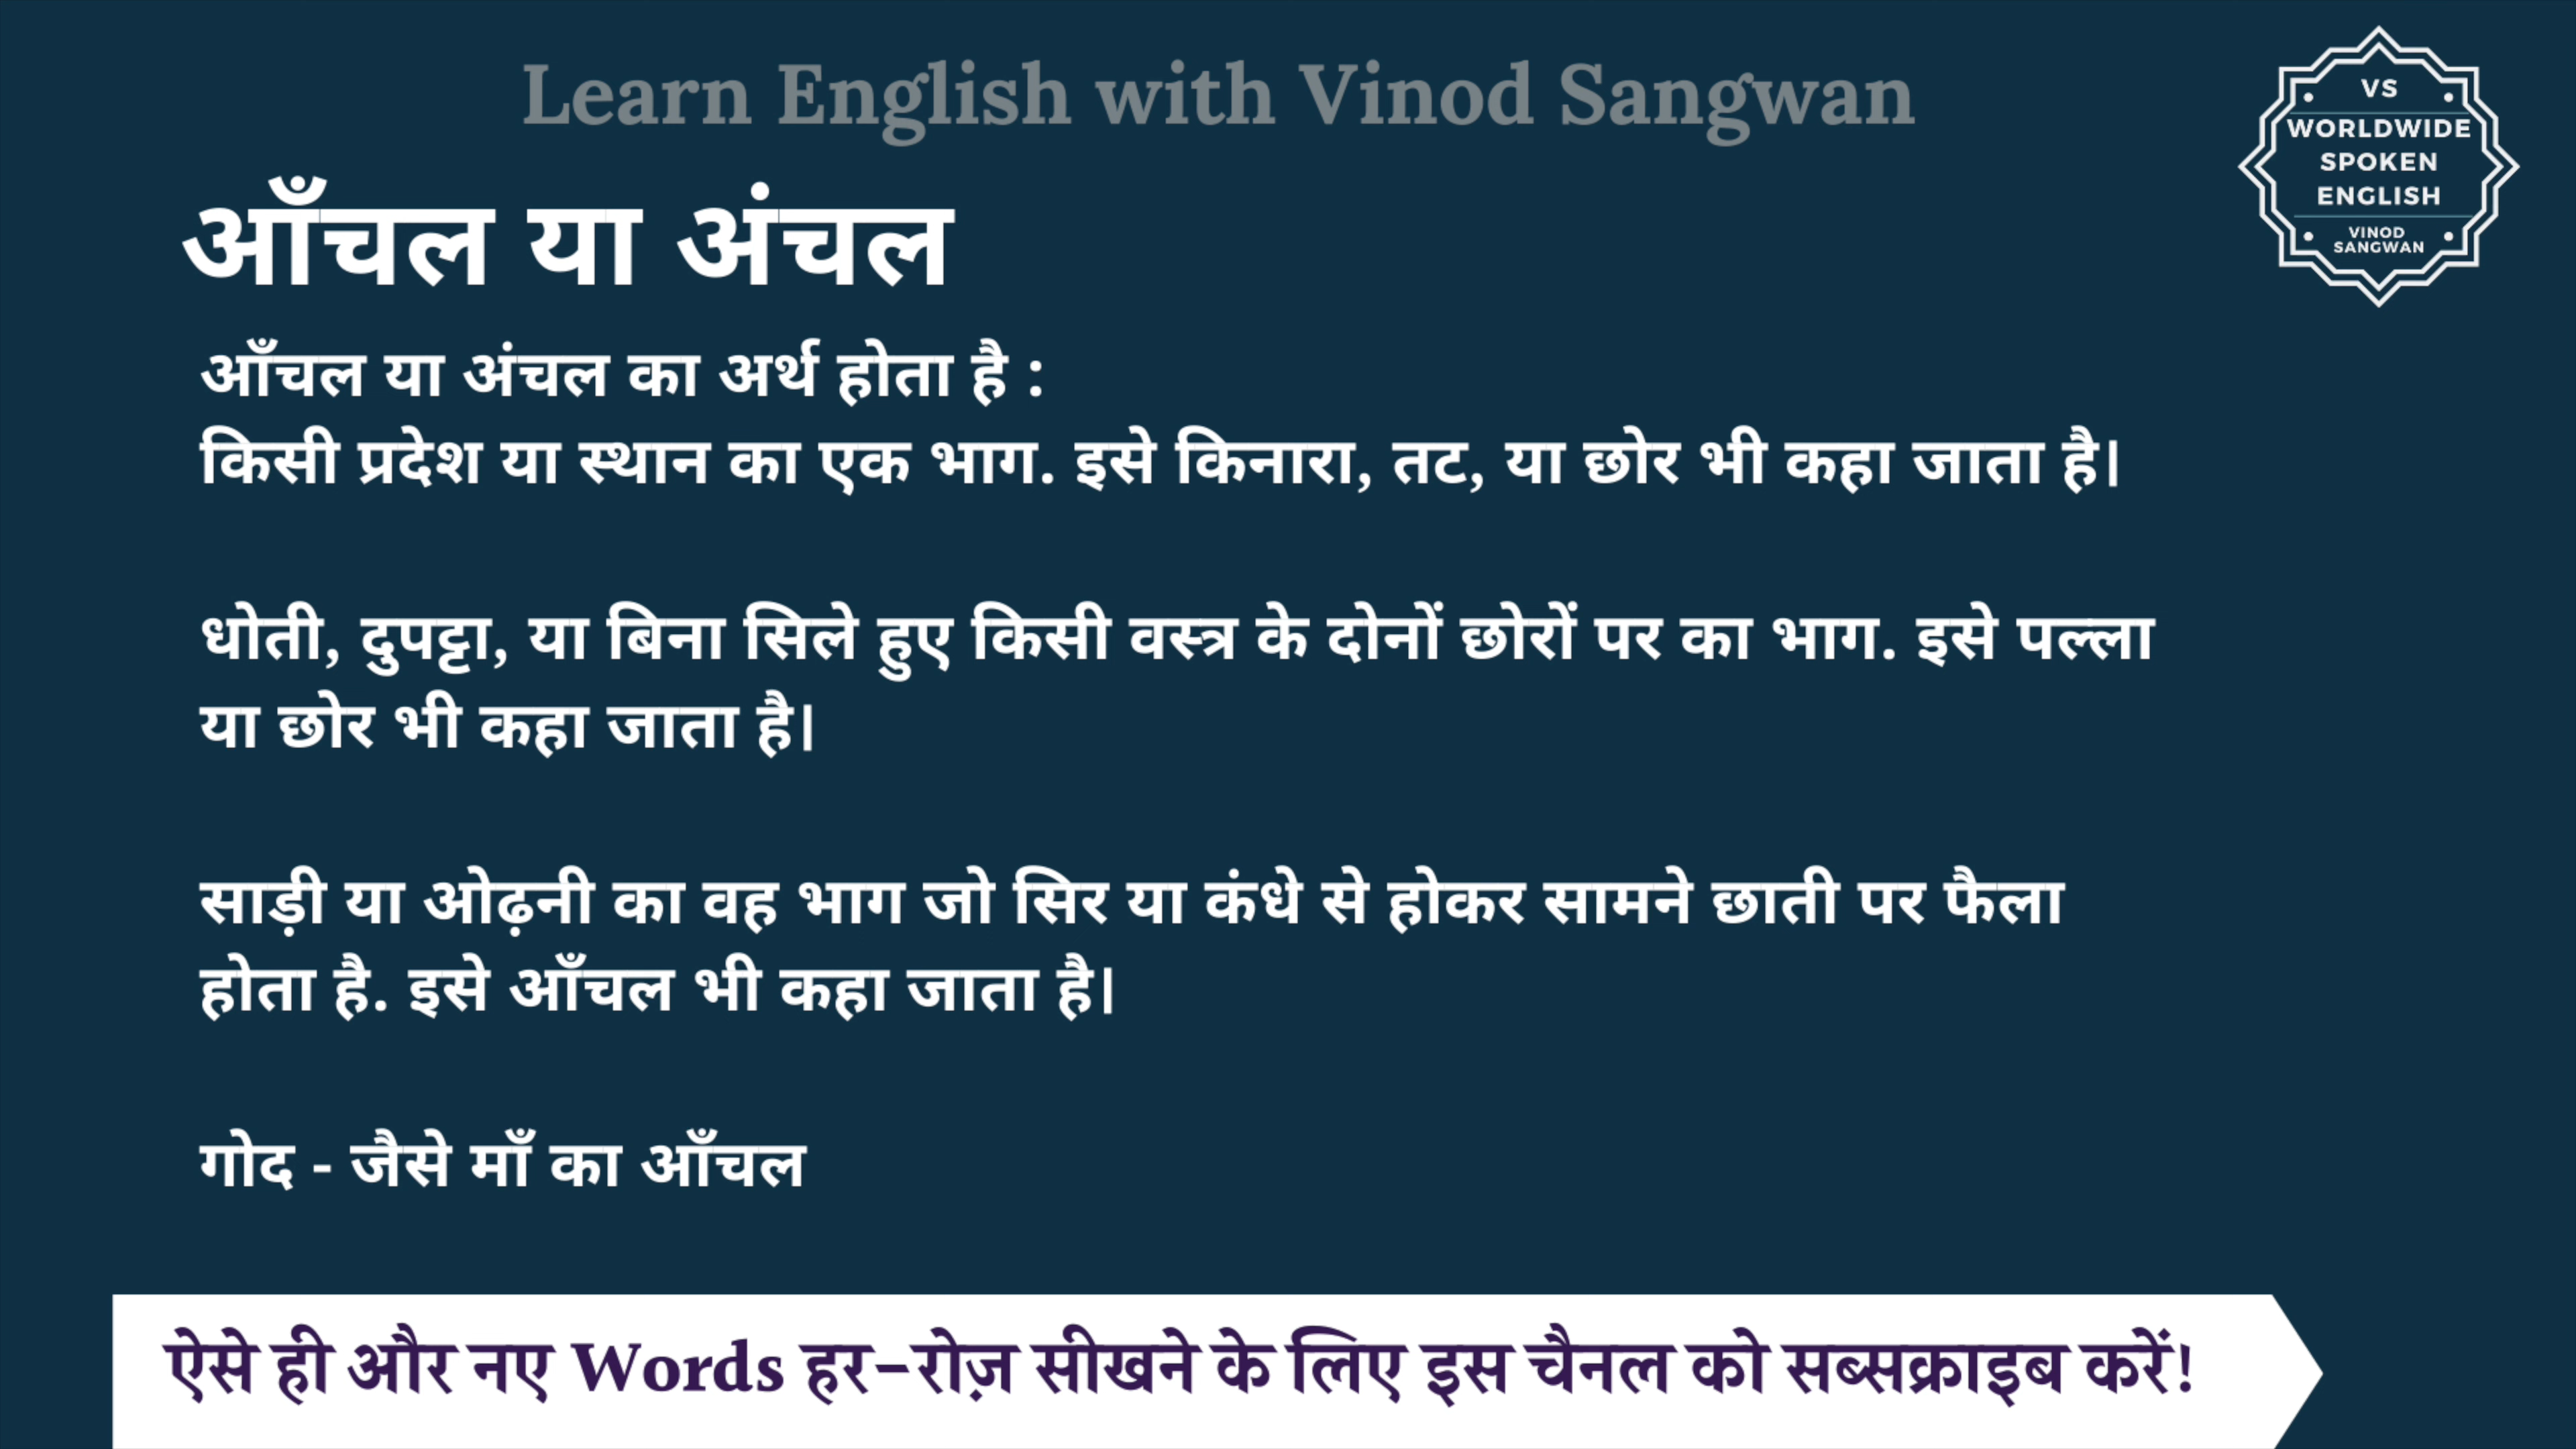 Learn English with Vinod Sangwan
VS
WORLDWIDE
SPOKEN
ENGLISH
VINOD
SANGWAN
आँचल या अंचल
आँचल या अंचल का अर्थ होता है :
किसी प्रदेश या स्थान का एक भाग. इसे किनारा, तट, या छोर भी कहा जाता है।
धोती, दुपट्टा, या बिना सिले हुए किसी वस्त्र के दोनों छोरों पर का भाग. इसे पल्ला
या छोर भी कहा जाता है।
साड़ी या ओढ़नी का वह भाग जो सिर या कंधे से होकर सामने छाती पर फैला
होता है. इसे आँचल भी कहा जाता है।
गोद - जैसे माँ का आँचल
ऐसे ही और नए Words हर-रोज़ सीखने के लिए इस चैनल को सब्सक्राइब करें!